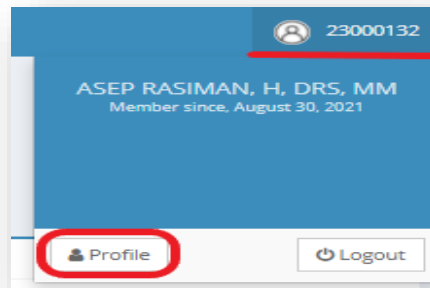 23000132
ASEP RASIMAN, H, DRS, MM
Member since, August 30, 2021
Profile
Logout